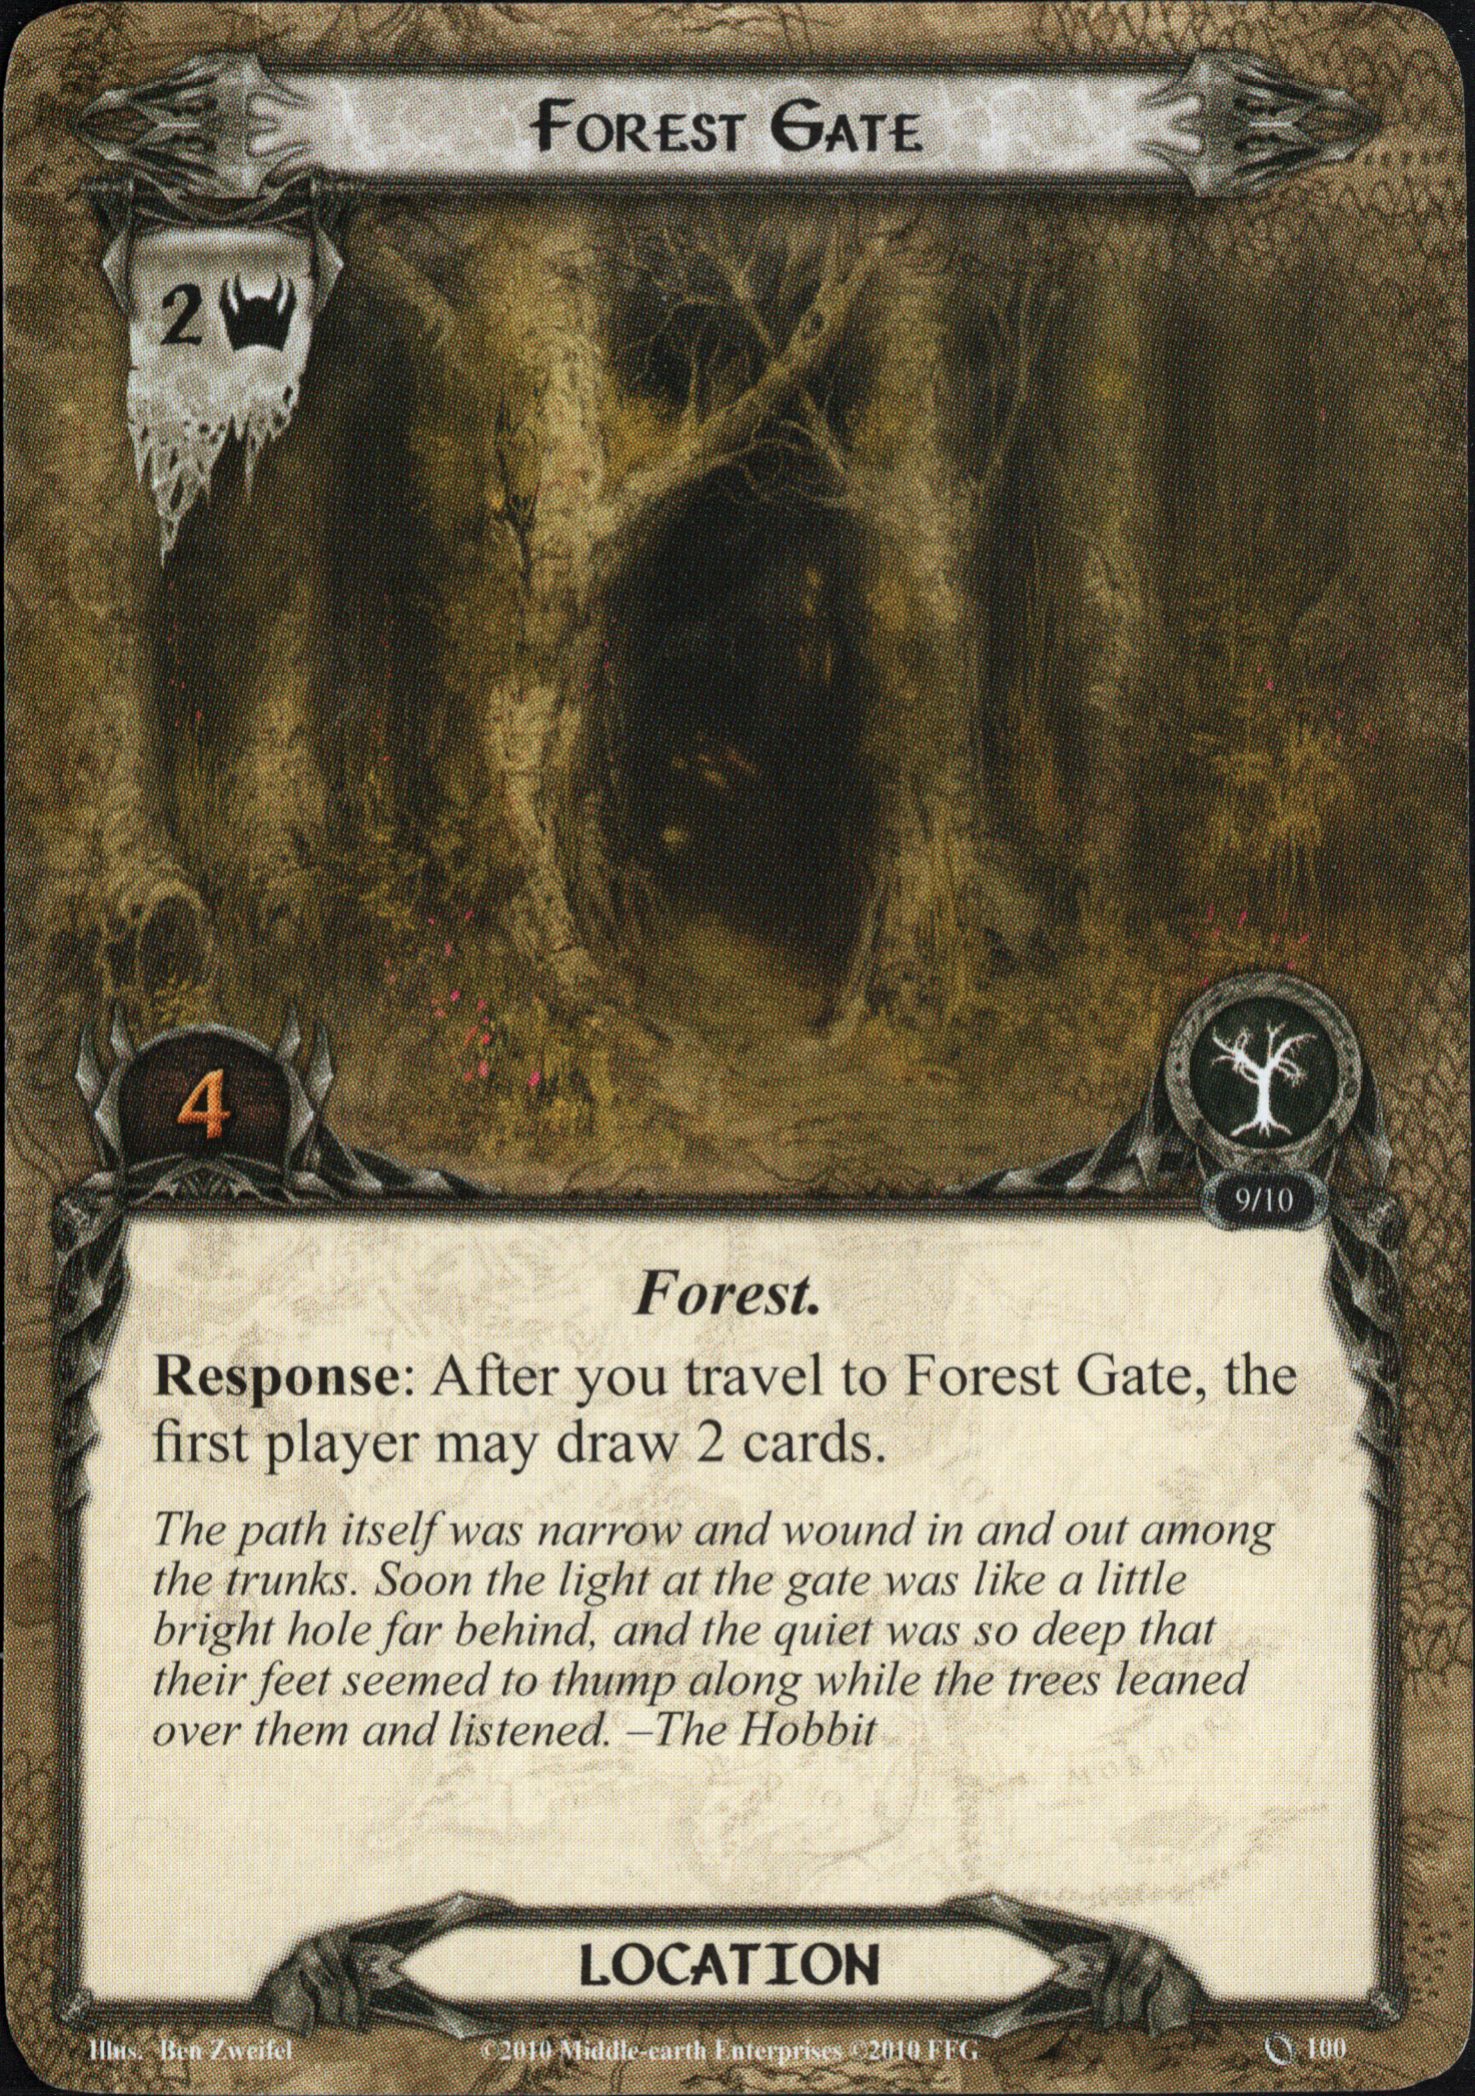 Forest Gate
2
4
9/10
Forest.
Response: After you travel to Forest Gate, the
first player may draw 2 cards.
The path itself was narrow and wound in and out among
the trunks. Soon the light at the gate was like a little
bright hole far behind, and the quiet was so deep that
their feet seemed to thump along while the trees leaned
over them and listened. –The Hobbit
LOCATION
Illus. Ben Zweifel
©2010 Middle-earth Enterprises ©2010 FFG
100